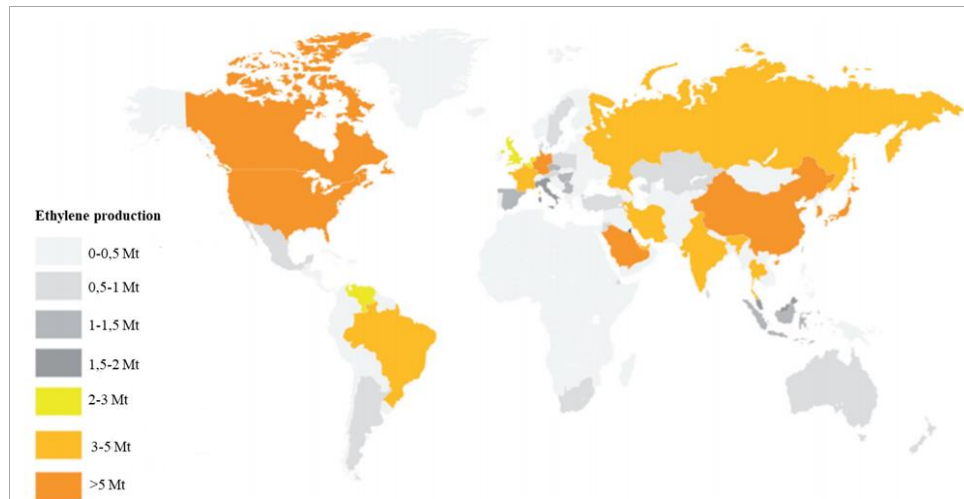 Ethylene production
0-0.5 Mt
0,5-1 Mt
1-1,5 Mt
1,5-2 Mt
2-3 Mt
3-5 Mt
>5 Mt